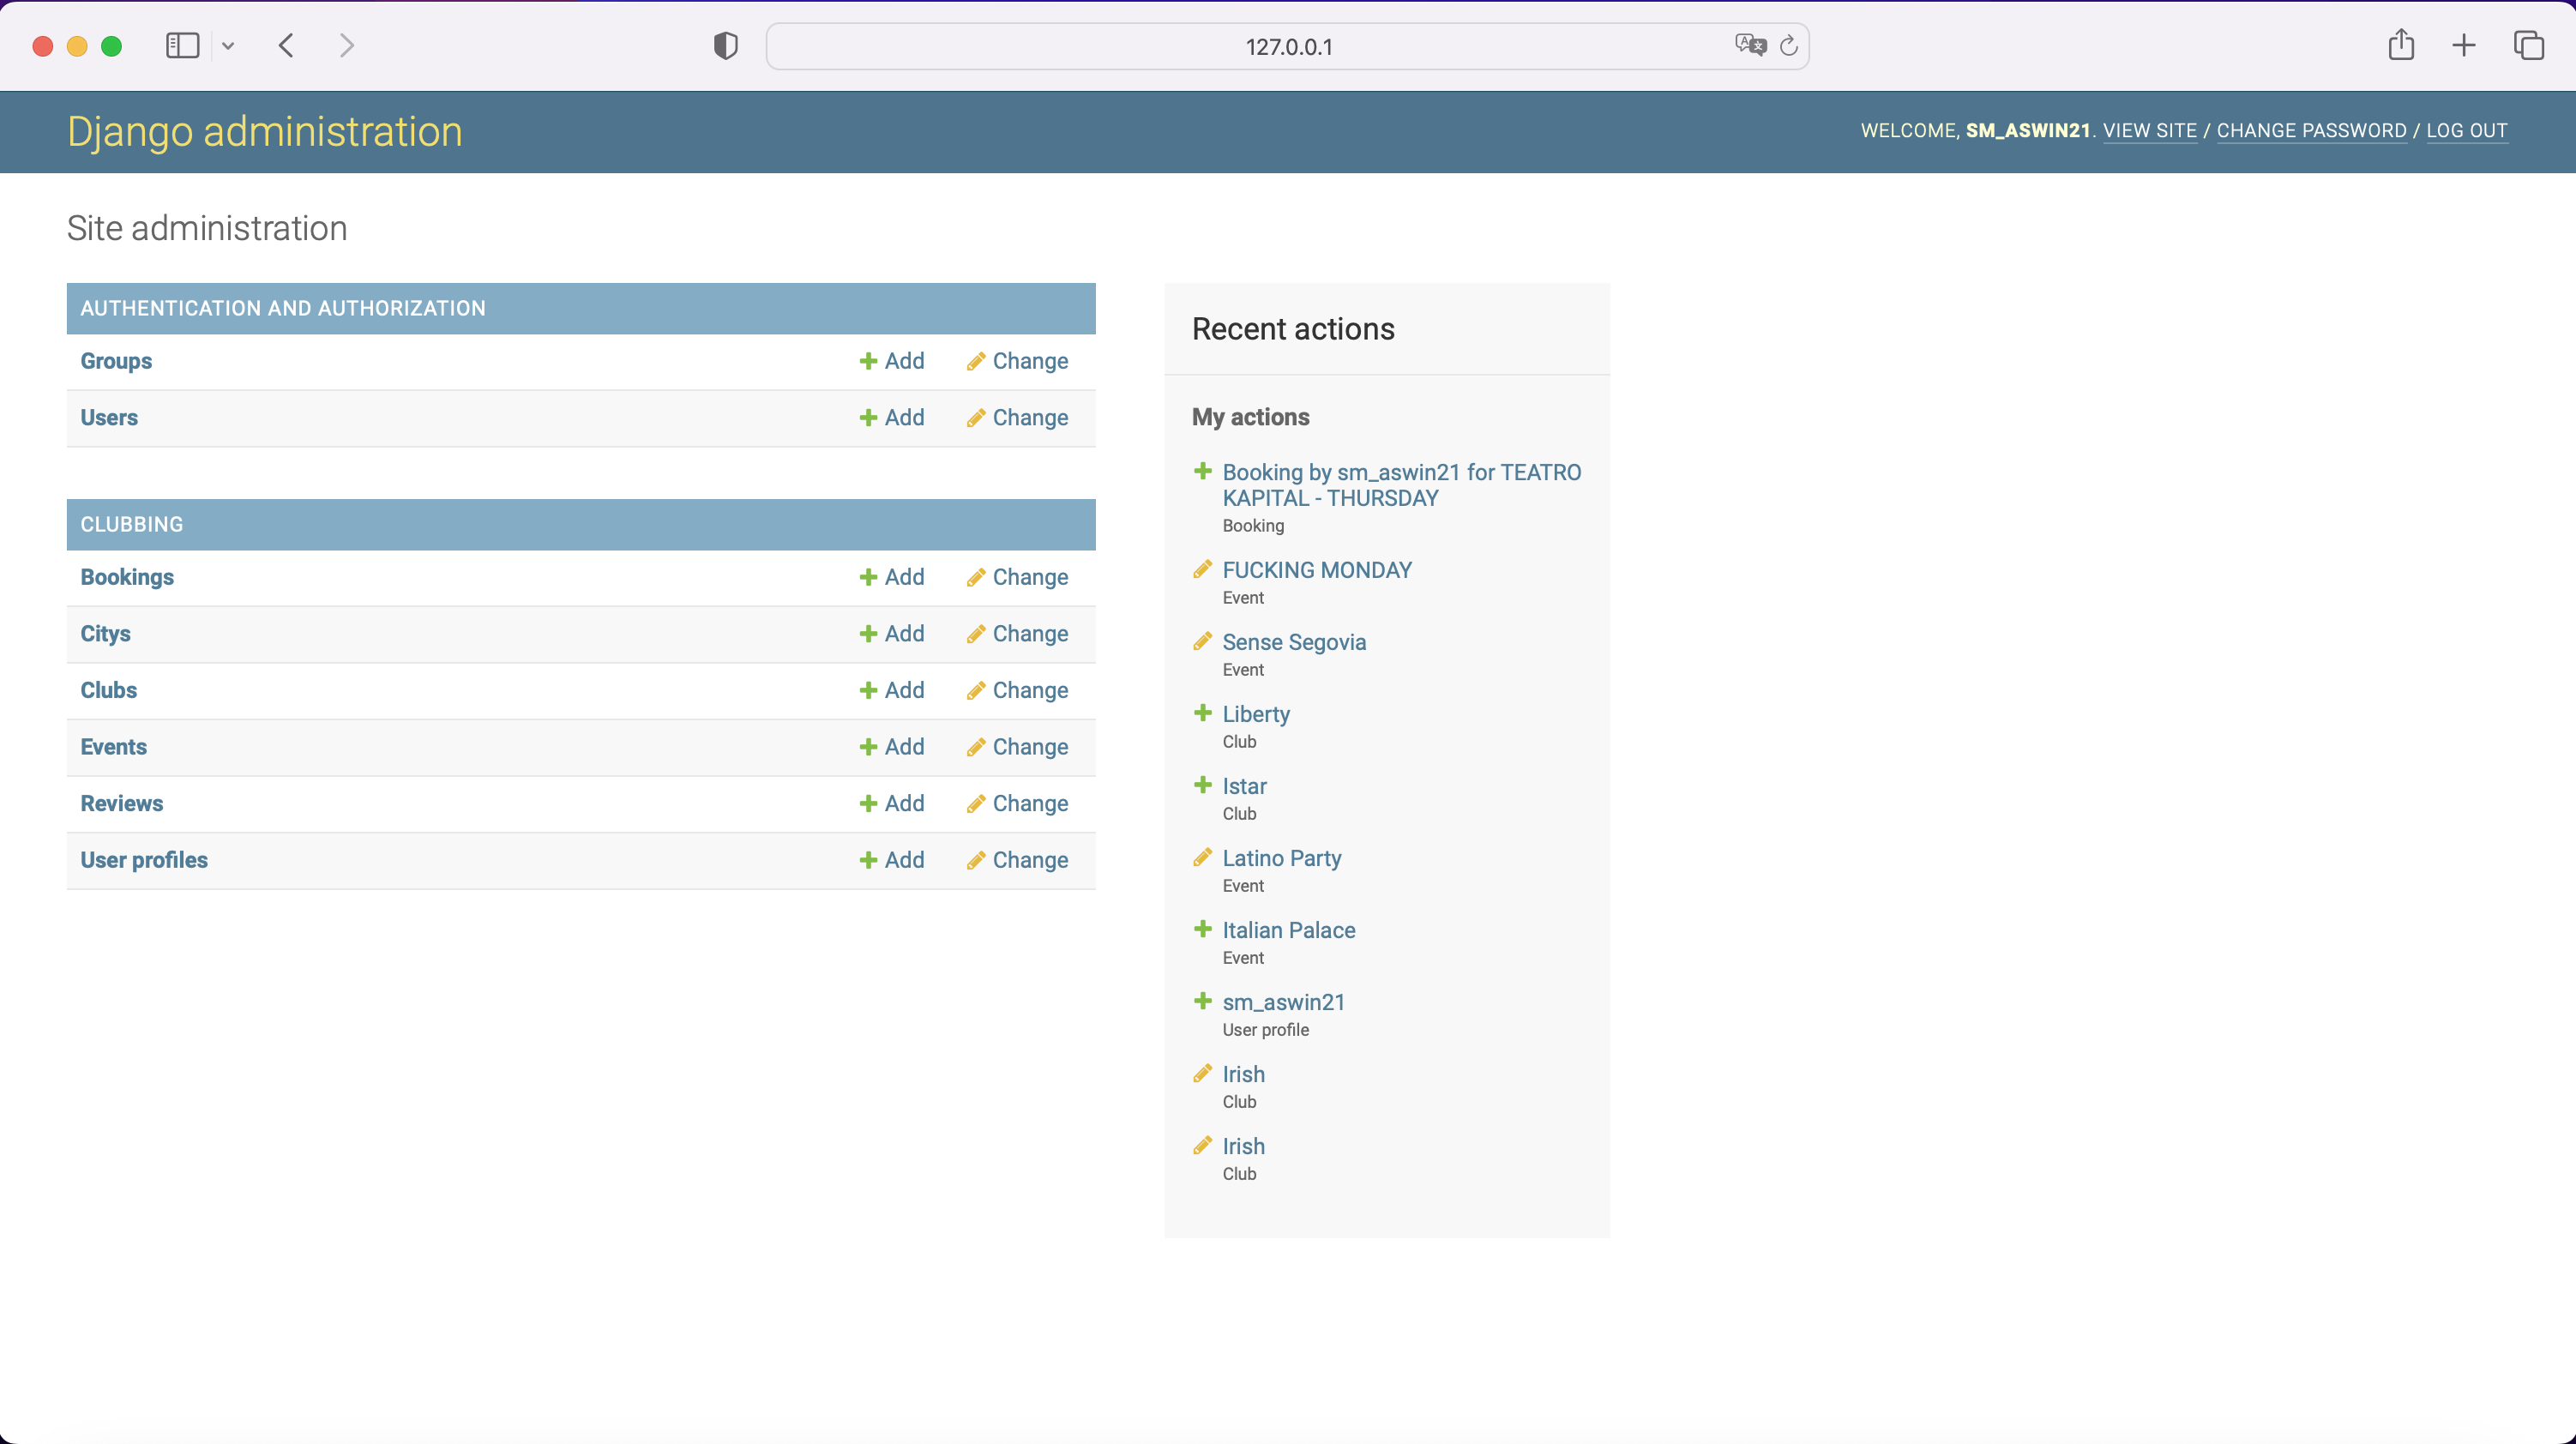 127.0.0.1
Django administration
WELCOME, SM_ASWIN21. VIEW SITE / CHANGE PASSWORD / LOG OUT
Site administration
AUTHENTICATION AND AUTHORIZATION
Groups Add Change
Users Add Change
CLUBBING
Bookings Add Change
Citys Add Change
Clubs Add Change
Events Add Change
Reviews Add Change
User profiles Add Change
Recent actions
My actions
Booking by sm_aswin21 for TEATRO
KAPITAL - THURSDAY
Booking
FUCKING MONDAY
Event
Sense Segovia
Event
Liberty
Club
Istar
Club
Latino Party
Event
Italian Palace
Event
sm_aswin21
User profile
Irish
Club
Irish
Club